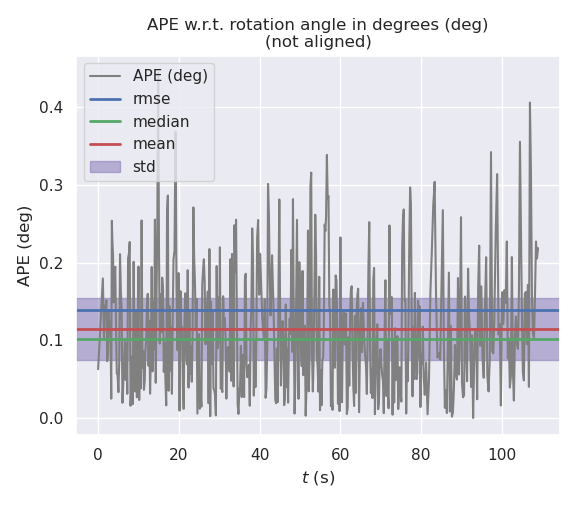 APE w.r.t. rotation angle in degrees (deg)
(not aligned)
APE (deg)
rmse
median
mean
std
APE (deg)
0.4
0.3
0.2
0.1
0.0
0 20 40 60 80 100
t (s)